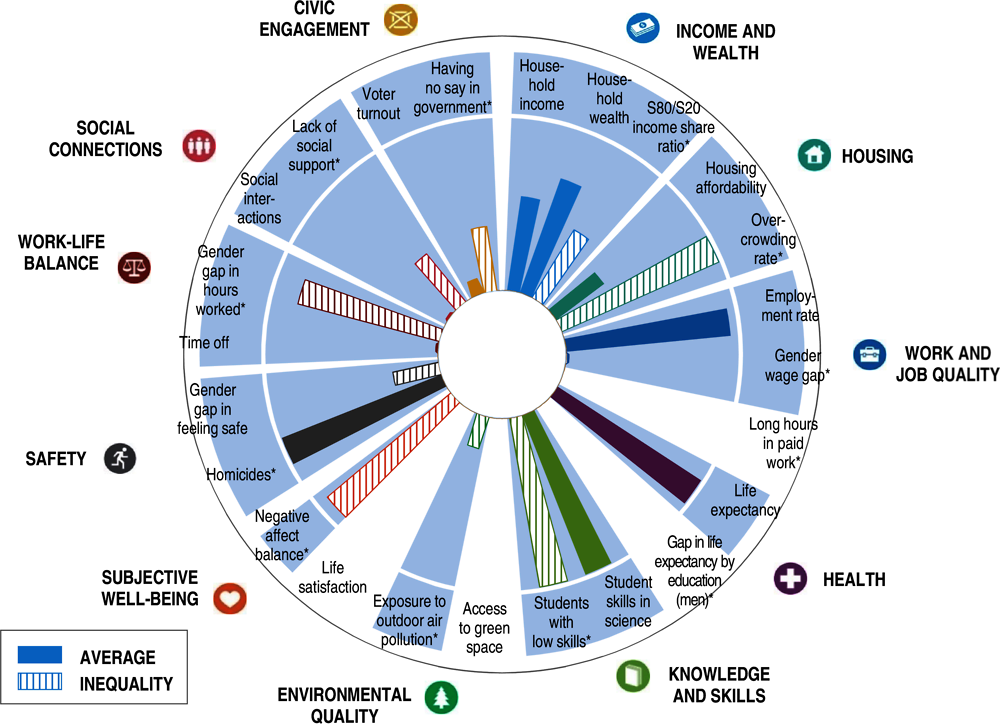 CIVIC
ENGAGEMENT
INCOME AND
WEALTH
SOCIAL
CONNECTIONS
HOUSING
WORK-LIFE
BALANCE
WORK AND
JOB QUALITY
SAFETY
HEALTH
SUBJECTIVE
WELL-BEING
KNOWLEDGE
AND SKILLS
ENVIRONMENTAL
QUALITY
House-
hold
income
House-
hold
wealth
S80/S20
income share
ratio*
Housing
affordability
Over-
crowding
rate*
Employ-
ment rate
Gender
wage gap*
Long hours
in paid
work*
Life
expectancy
Gap in life
expectancy by
education
(men)*
Student
skills in
science
Students
with
low skills*
Access
to green
space
Exposure to
outdoor air
pollution*
Life
satisfaction
Negative
affect
balance*
Homicides*
Gender
gap in
feeling safe
Time off
Gender
gap in
hours
worked*
Social
inter-
actions
Lack of
social
support*
Voter
turnout
Having
no say in
government*
AVERAGE
INEQUALITY